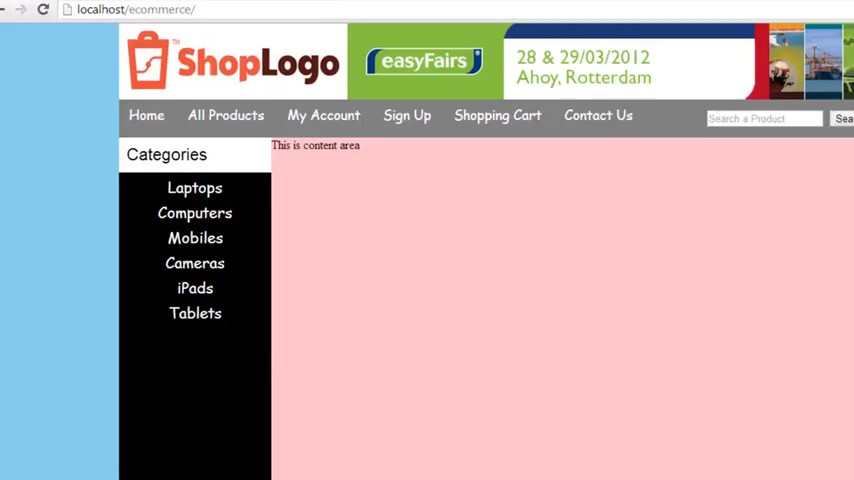 localhost/ecommerce/
ShopLogo™
easyFairs
28 & 29/03/2012
Ahoy, Rotterdam
Home All Products My Account Sign Up Shopping Cart Contact Us Search a Product Sea
Categories
This is content area
Laptops
Computers
Mobiles
Cameras
iPads
Tablets